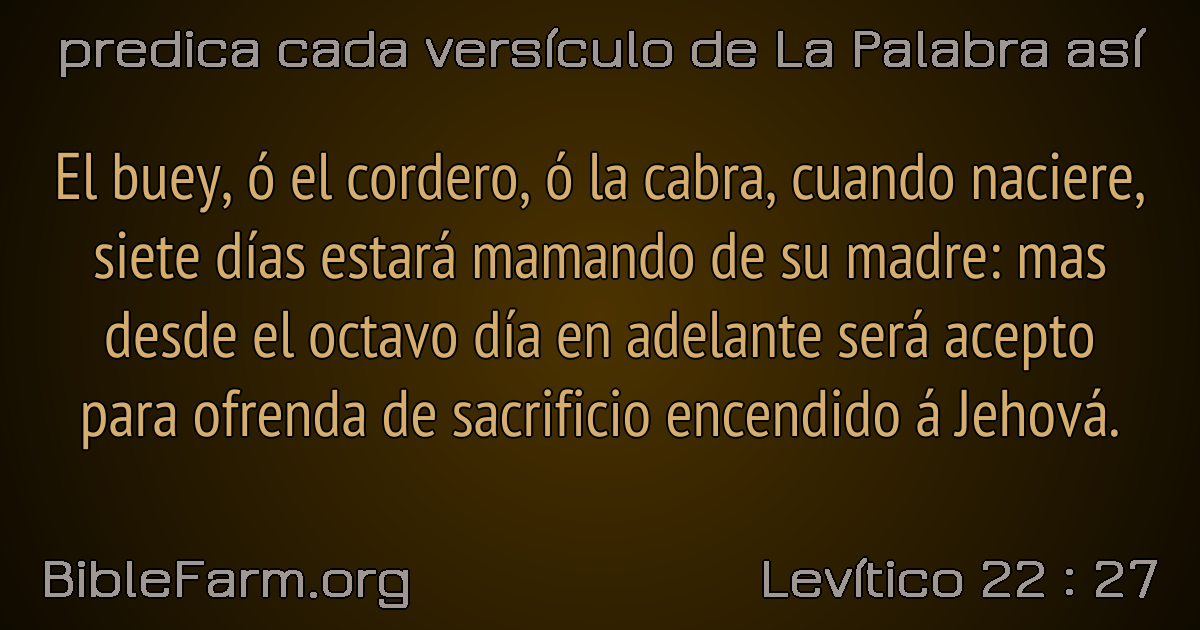 predica cada versículo de La Palabra así
El buey, ó el cordero, ó la cabra, cuando naciere,
siete días estará mamando de su madre: mas
desde el octavo día en adelante será acepto
para ofrenda de sacrificio encendido á Jehová.
BibleFarm.org
Levítico 22 : 27